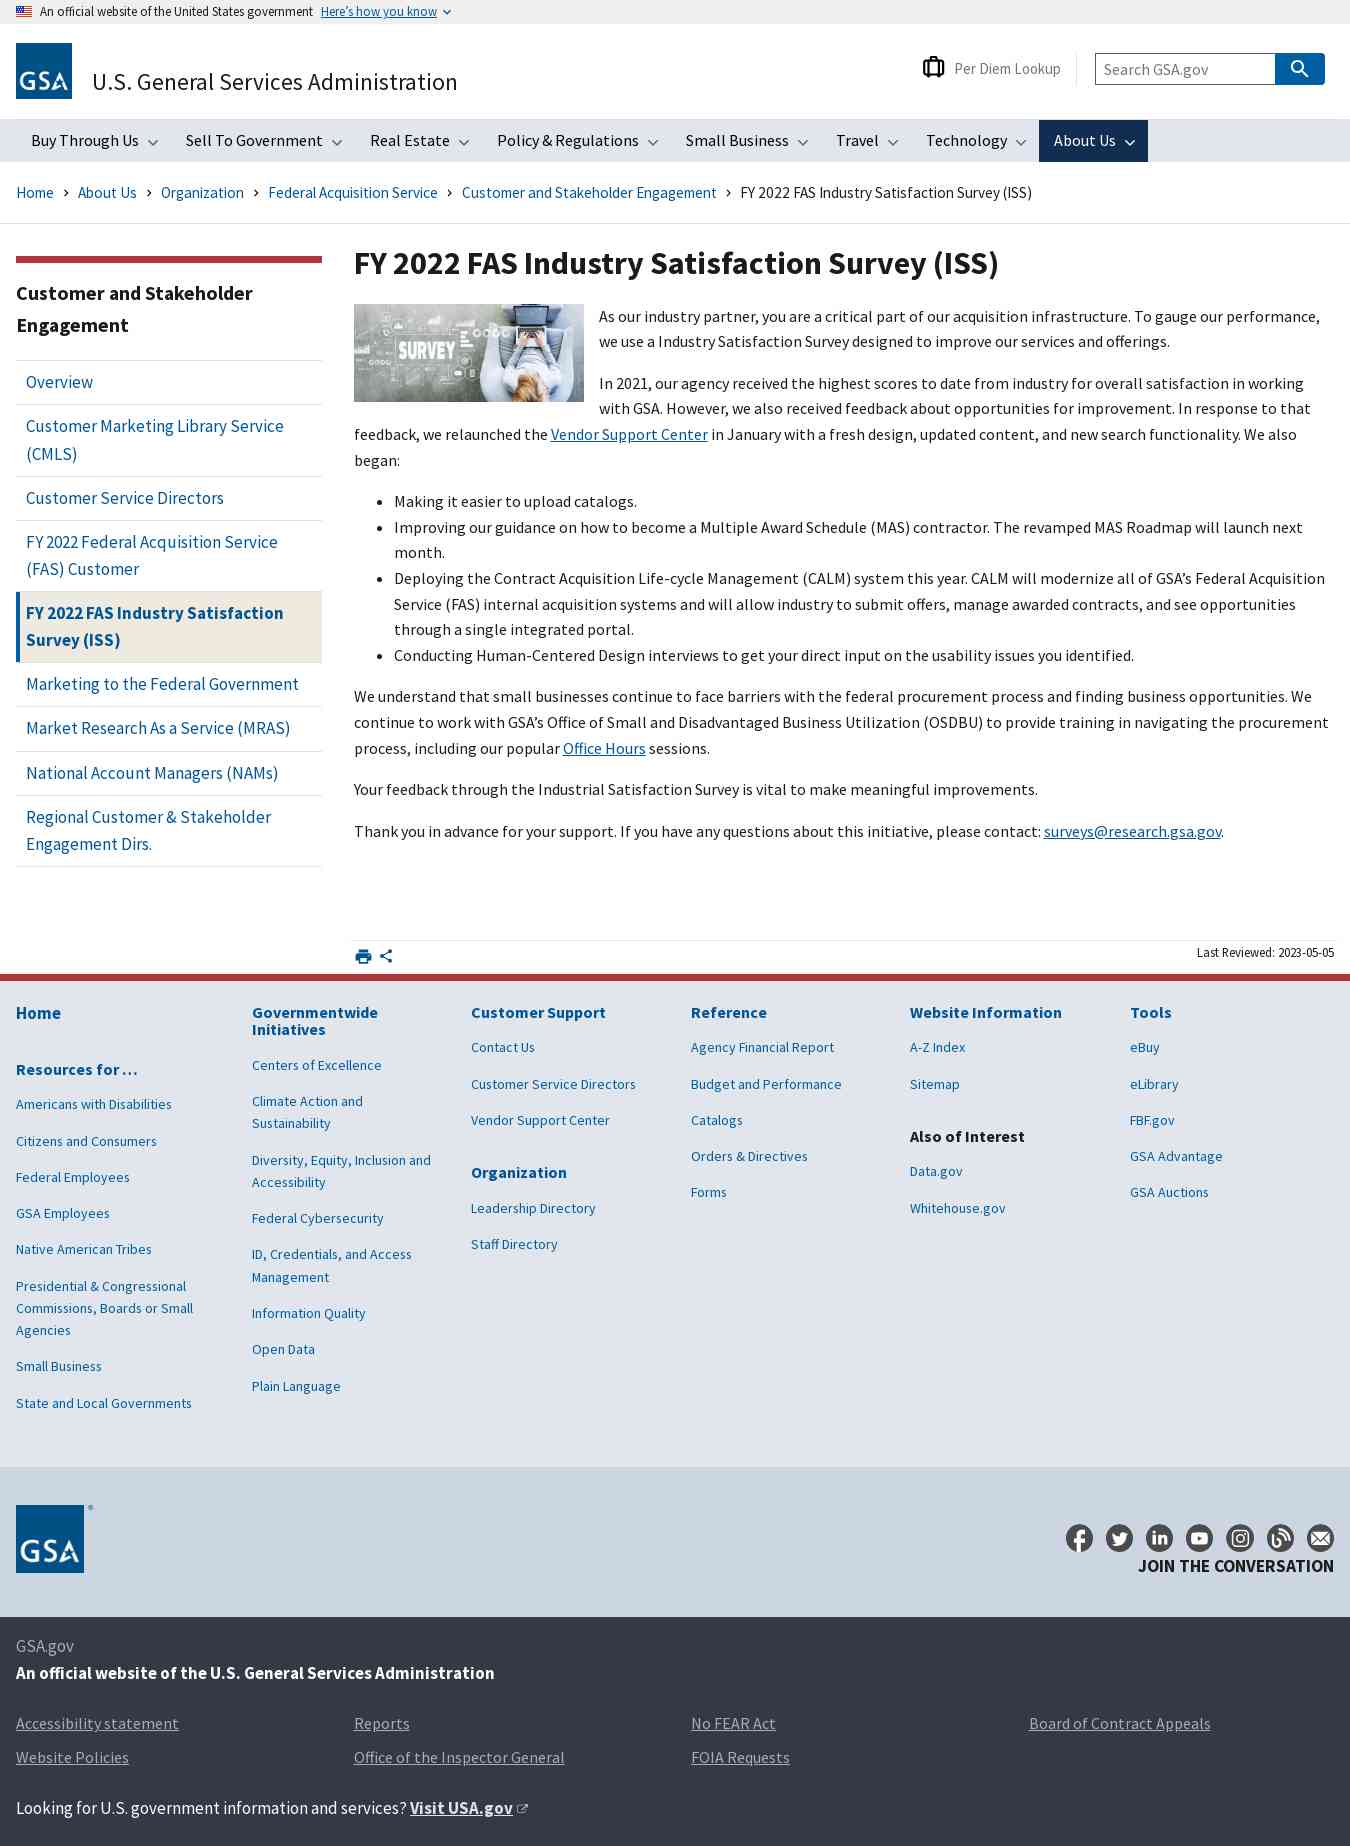 An official website of the United States government Here's how you know
GSA
U.S. General Services Administration
Per Diem Lookup
Search GSA.gov
Buy Through Us Sell To Government Real Estate Policy & Regulations Small Business Travel Technology About Us
Home > About Us > Organization > Federal Acquisition Service > Customer and Stakeholder Engagement > FY 2022 FAS Industry Satisfaction Survey (ISS)
Customer and Stakeholder
Engagement
Overview
Customer Marketing Library Service
(CMLS)
Customer Service Directors
FY 2022 Federal Acquisition Service
(FAS) Customer
FY 2022 FAS Industry Satisfaction
Survey (ISS)
Marketing to the Federal Government
Market Research As a Service (MRAS)
National Account Managers (NAMs)
Regional Customer & Stakeholder
Engagement Dirs.
FY 2022 FAS Industry Satisfaction Survey (ISS)
SURVEY
As our industry partner, you are a critical part of our acquisition infrastructure. To gauge our performance,
we use a Industry Satisfaction Survey designed to improve our services and offerings.
In 2021, our agency received the highest scores to date from industry for overall satisfaction in working
with GSA. However, we also received feedback about opportunities for improvement. In response to that
feedback, we relaunched the Vendor Support Center in January with a fresh design, updated content, and new search functionality. We also
began:
• Making it easier to upload catalogs.
• Improving our guidance on how to become a Multiple Award Schedule (MAS) contractor. The revamped MAS Roadmap will launch next
month.
• Deploying the Contract Acquisition Life-cycle Management (CALM) system this year. CALM will modernize all of GSA's Federal Acquisition
Service (FAS) internal acquisition systems and will allow industry to submit offers, manage awarded contracts, and see opportunities
through a single integrated portal.
• Conducting Human-Centered Design interviews to get your direct input on the usability issues you identified.
We understand that small businesses continue to face barriers with the federal procurement process and finding business opportunities. We
continue to work with GSA's Office of Small and Disadvantaged Business Utilization (OSDBU) to provide training in navigating the procurement
process, including our popular Office Hours sessions.
Your feedback through the Industrial Satisfaction Survey is vital to make meaningful improvements.
Thank you in advance for your support. If you have any questions about this initiative, please contact: surveys@research.gsa.gov.
Last Reviewed: 2023-05-05
Home
Resources for …
Americans with Disabilities
Citizens and Consumers
Federal Employees
GSA Employees
Native American Tribes
Presidential & Congressional
Commissions, Boards or Small
Agencies
Small Business
State and Local Governments
Governmentwide
Initiatives
Centers of Excellence
Climate Action and
Sustainability
Diversity, Equity, Inclusion and
Accessibility
Federal Cybersecurity
ID, Credentials, and Access
Management
Information Quality
Open Data
Plain Language
Customer Support
Contact Us
Customer Service Directors
Vendor Support Center
Organization
Leadership Directory
Staff Directory
Reference
Agency Financial Report
Budget and Performance
Catalogs
Orders & Directives
Forms
Website Information
A-Z Index
Sitemap
Also of Interest
Data.gov
Whitehouse.gov
Tools
eBuy
eLibrary
FBF.gov
GSA Advantage
GSA Auctions
GSA ®
JOIN THE CONVERSATION
GSA.gov
An official website of the U.S. General Services Administration
Accessibility statement Reports No FEAR Act Board of Contract Appeals
Website Policies Office of the Inspector General FOIA Requests
Looking for U.S. government information and services? Visit USA.gov